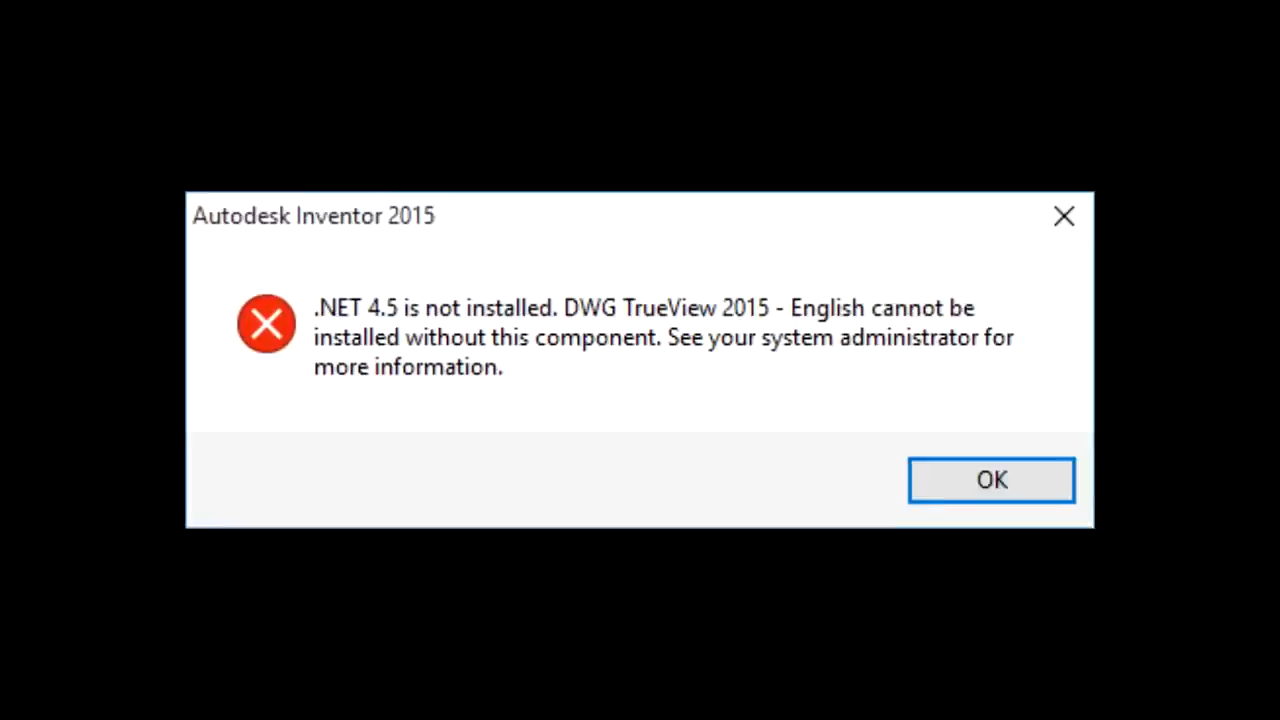 Autodesk Inventor 2015
.NET 4.5 is not installed. DWG TrueView 2015 - English cannot be
installed without this component. See your system administrator for
more information.
OK